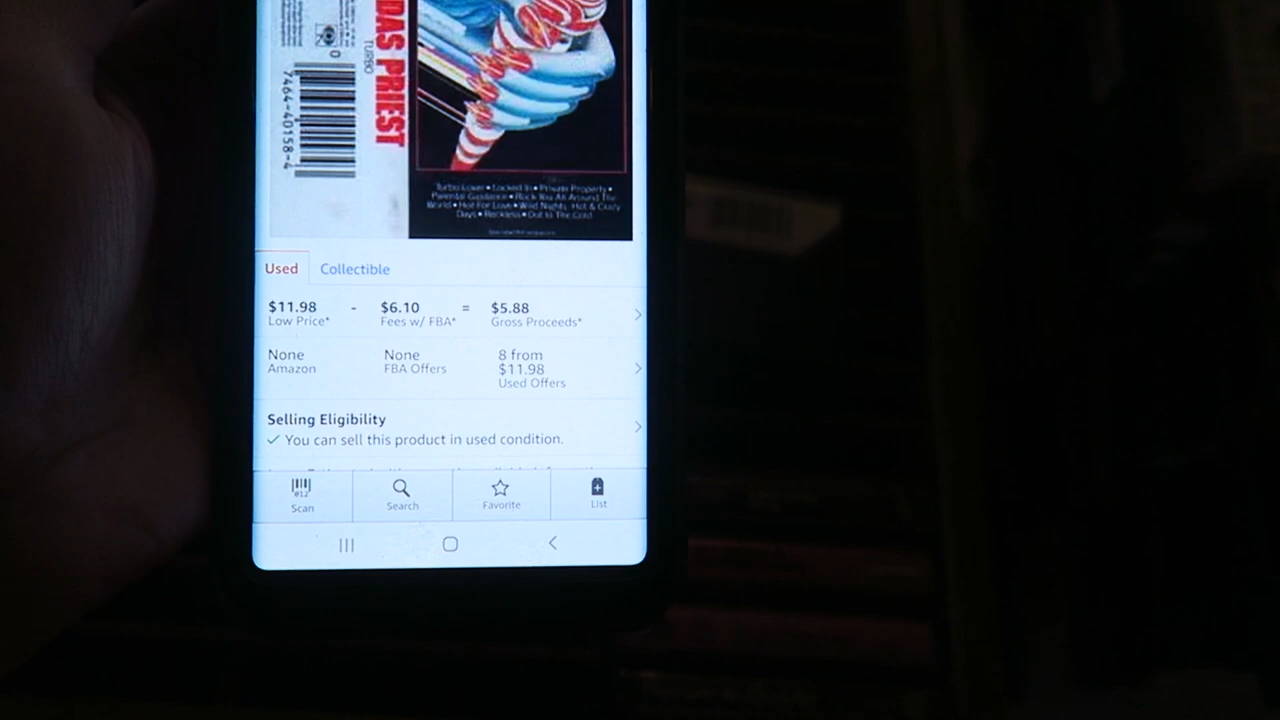 7464-40158-4
0
TURBO
DAS PRIEST
Turbo Lover • Locked In • Private Property •
Parental Guidance • Rock You All Around The
World • Hot For Love • Wild Nights, Hot & Crazy
Days • Reckless • Out In The Cold
Used
Collectible
$11.98 - $6.10 = $5.88
Low Price* Fees w/ FBA* Gross Proceeds*
None None 8 from
Amazon FBA Offers $11.98
Used Offers
Selling Eligibility
✓ You can sell this product in used condition.
Scan Search Favorite List